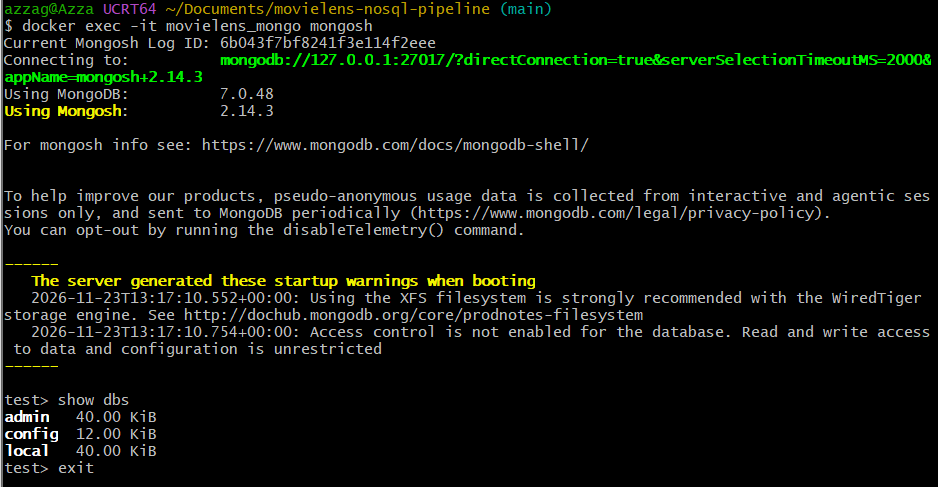 azzag@Azza UCRT64 ~/Documents/movielens-nosql-pipeline (main)
$ docker exec -it movielens_mongo mongosh
Current Mongosh Log ID: 6b043f7bf8241f3e114f2eee
Connecting to:          mongodb://127.0.0.1:27017/?directConnection=true&serverSelectionTimeoutMS=2000&
appName=mongosh+2.14.3
Using MongoDB:          7.0.48
Using Mongosh:          2.14.3
For mongosh info see: https://www.mongodb.com/docs/mongodb-shell/
To help improve our products, pseudo-anonymous usage data is collected from interactive and agentic ses
sions only, and sent to MongoDB periodically (https://www.mongodb.com/legal/privacy-policy).
You can opt-out by running the disableTelemetry() command.
------
   The server generated these startup warnings when booting
   2026-11-23T13:17:10.552+00:00: Using the XFS filesystem is strongly recommended with the WiredTiger
storage engine. See http://dochub.mongodb.org/core/prodnotes-filesystem
   2026-11-23T13:17:10.754+00:00: Access control is not enabled for the database. Read and write access
 to data and configuration is unrestricted
------
test> show dbs
admin   40.00 KiB
config  12.00 KiB
local   40.00 KiB
test> exit